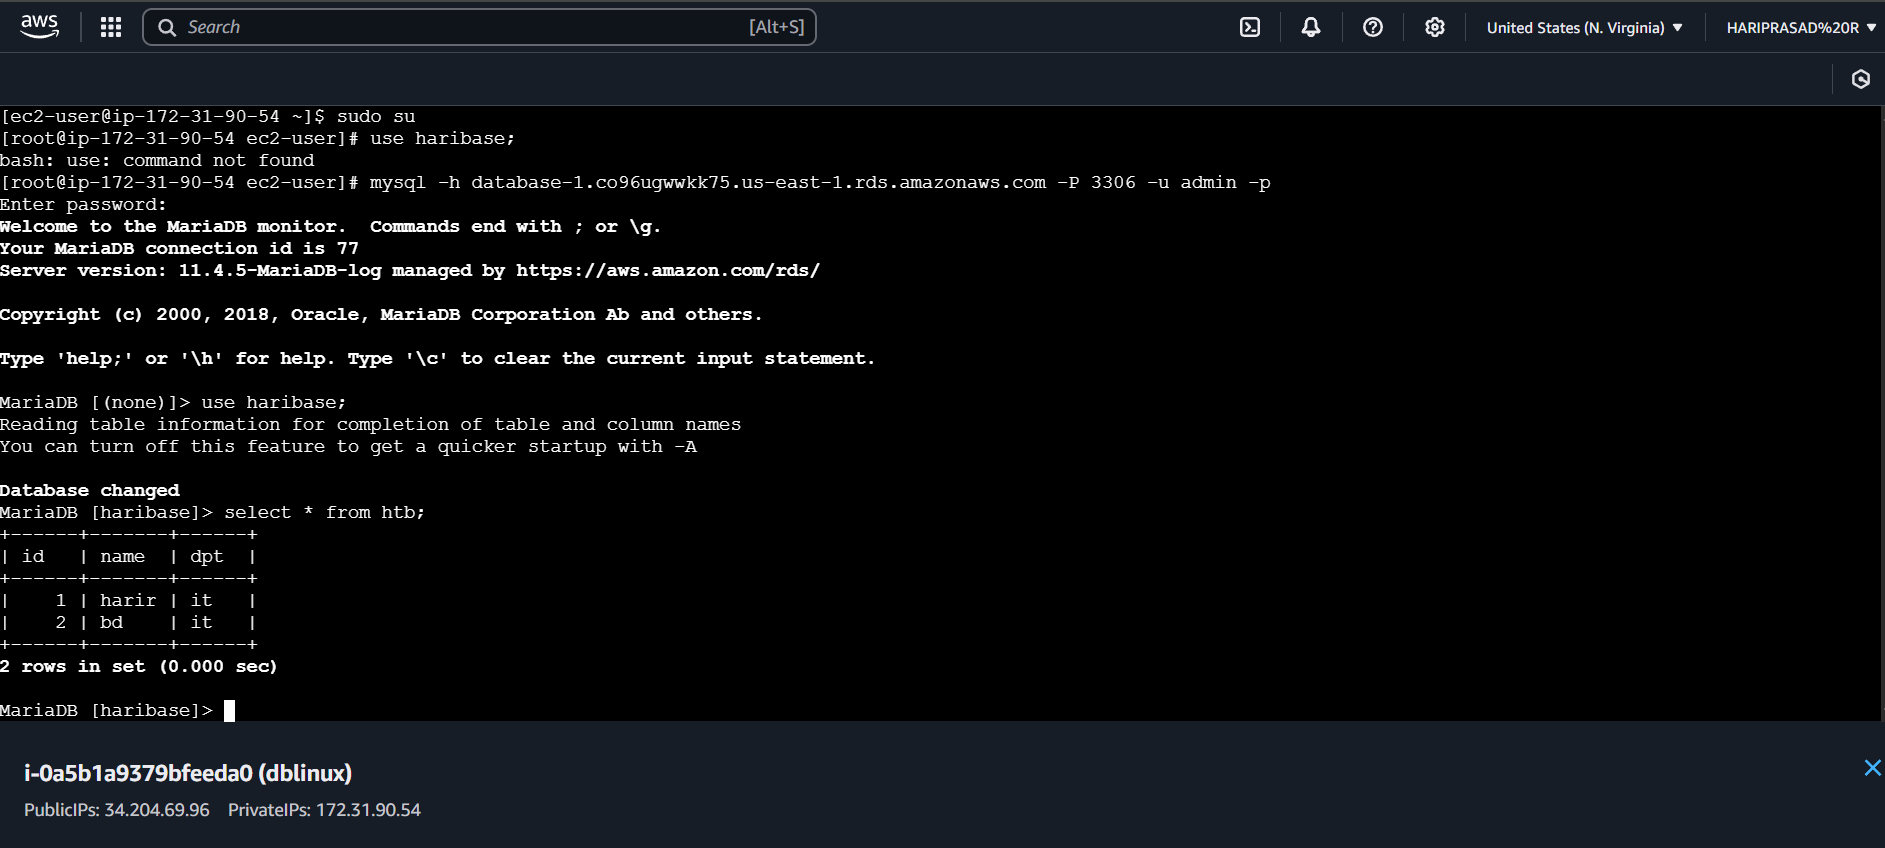 aws
Search [Alt+S] United States (N. Virginia) HARIPRASAD%20R
[ec2-user@ip-172-31-90-54 ~]$ sudo su
[root@ip-172-31-90-54 ec2-user]# use haribase;
bash: use: command not found
[root@ip-172-31-90-54 ec2-user]# mysql -h database-1.co96ugwwkk75.us-east-1.rds.amazonaws.com -P 3306 -u admin -p
Enter password:
Welcome to the MariaDB monitor.  Commands end with ; or \g.
Your MariaDB connection id is 77
Server version: 11.4.5-MariaDB-log managed by https://aws.amazon.com/rds/
Copyright (c) 2000, 2018, Oracle, MariaDB Corporation Ab and others.
Type 'help;' or '\h' for help. Type '\c' to clear the current input statement.
MariaDB [(none)]> use haribase;
Reading table information for completion of table and column names
You can turn off this feature to get a quicker startup with -A
Database changed
MariaDB [haribase]> select * from htb;
+------+-------+------+
| id   | name  | dpt  |
+------+-------+------+
|    1 | harir | it   |
|    2 | bd    | it   |
+------+-------+------+
2 rows in set (0.000 sec)
MariaDB [haribase]>
i-0a5b1a9379bfeeda0 (dblinux)
PublicIPs: 34.204.69.96 PrivateIPs: 172.31.90.54